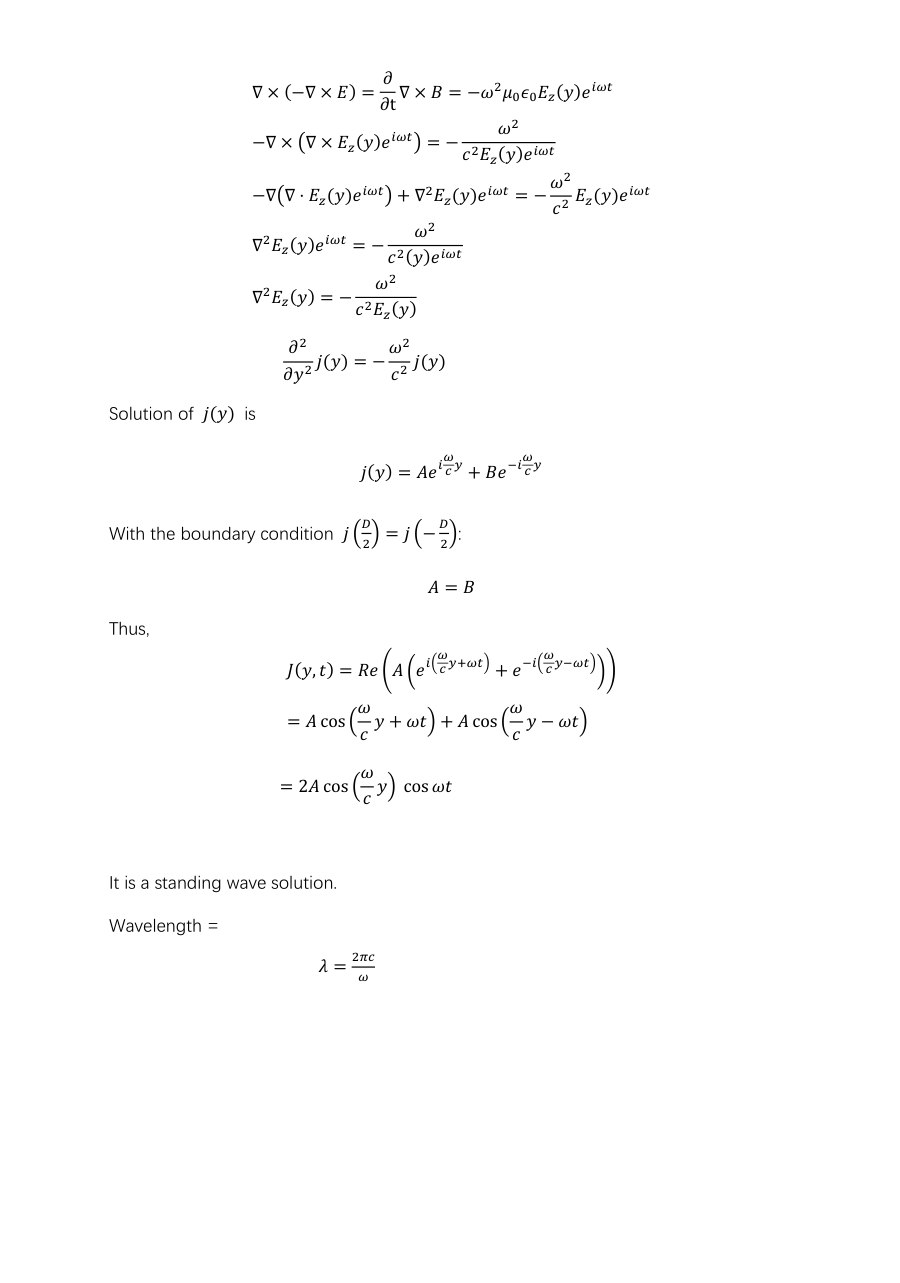 ∇ × (−∇ × E) = ∂/∂t ∇ × B = −ω²μ₀ϵ₀E_z(y)e^{iωt}
−∇ × (∇ × E_z(y)e^{iωt}) = − ω²/(c²E_z(y)e^{iωt})
−∇(∇ · E_z(y)e^{iωt}) + ∇²E_z(y)e^{iωt} = − ω²/c² E_z(y)e^{iωt}
∇²E_z(y)e^{iωt} = − ω²/(c²(y)e^{iωt})
∇²E_z(y) = − ω²/(c²E_z(y))
∂²/∂y² j(y) = − ω²/c² j(y)
Solution of j(y) is
j(y) = Ae^{i(ω/c)y} + Be^{−i(ω/c)y}
With the boundary condition j(D/2) = j(−D/2):
A = B
Thus,
J(y, t) = Re(A(e^{i(ω/c y+ωt)} + e^{−i(ω/c y−ωt)}))
= A cos(ω/c y + ωt) + A cos(ω/c y − ωt)
= 2A cos(ω/c y) cos ωt
It is a standing wave solution.
Wavelength =
λ = 2πc/ω